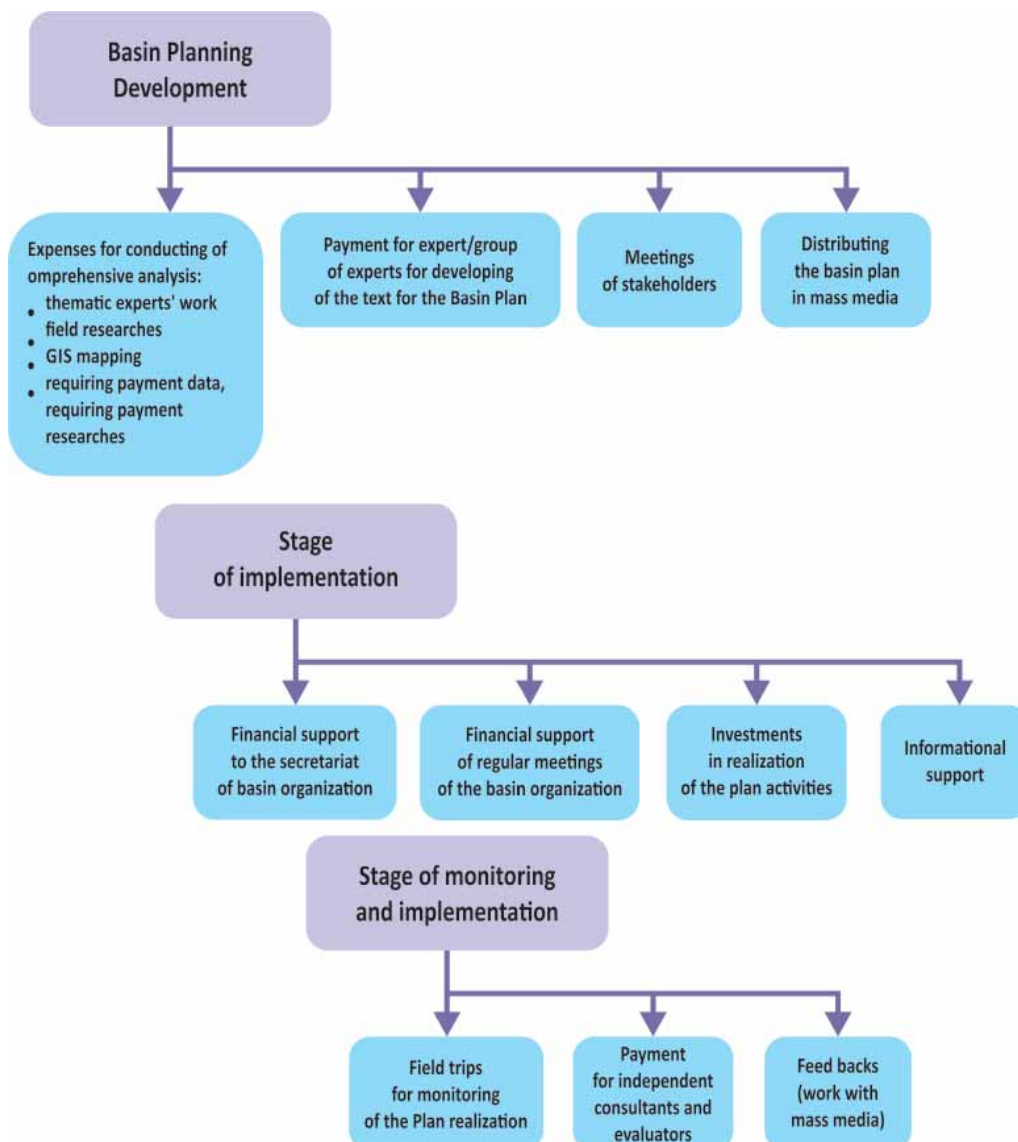 Basin Planning
Development
Expenses for conducting of
omprehensive analysis:
• thematic experts' work
field researches
•
• GIS mapping
requiring payment data,
•
requiring payment
researches
Payment for expert/group
of experts for developing
of the text for the Basin Plan
Meetings
of stakeholders
Distributing
the basin plan
in mass media
Stage
of implementation
Financial support
to the secretariat
of basin organization
Financial support
of regular meetings
of the basin organization
Investments
in realization
of the plan activities
Informational
support
Stage of monitoring
and implementation
Field trips
for monitoring
of the Plan realization
Payment
for independent
consultants and
evaluators
Feed backs
(work with
mass media)